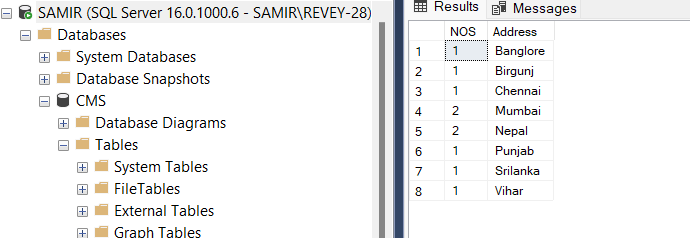 SAMIR (SQL Server 16.0.1000.6 - SAMIR\REVEY-28)
Databases
System Databases
Database Snapshots
CMS
Database Diagrams
Tables
System Tables
FileTables
External Tables
Graph Tables
Results Messages
NOS Address
1 1 Banglore
2 1 Birgunj
3 1 Chennai
4 2 Mumbai
5 2 Nepal
6 1 Punjab
7 1 Srilanka
8 1 Vihar